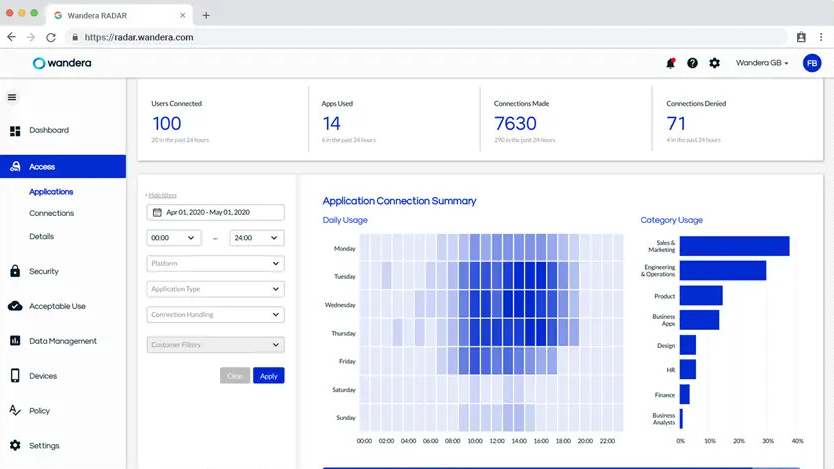 Wandera RADAR
https://radar.wandera.com
wandera
Wandera GB
FB
Dashboard
Access
Applications
Connections
Details
Security
Acceptable Use
Data Management
Devices
Policy
Settings
Users Connected
100
20 in the past 24 hours
Apps Used
14
6 in the past 24 hours
Connections Made
7630
290 in the past 24 hours
Connections Denied
71
4 in the past 24 hours
Hide filters
Apr 01, 2020 - May 01, 2020
00:00 – 24:00
Platform
Application Type
Connection Handling
Customer Filters
Clear Apply
Application Connection Summary
Daily Usage
Monday
Tuesday
Wednesday
Thursday
Friday
Saturday
Sunday
00:00 02:00 04:00 06:00 08:00 10:00 12:00 14:00 16:00 18:00 20:00 22:00
Category Usage
Sales &
Marketing
Engineering
& Operations
Product
Business
Apps
Design
HR
Finance
Business
Analysts
0% 10% 20% 30% 40%